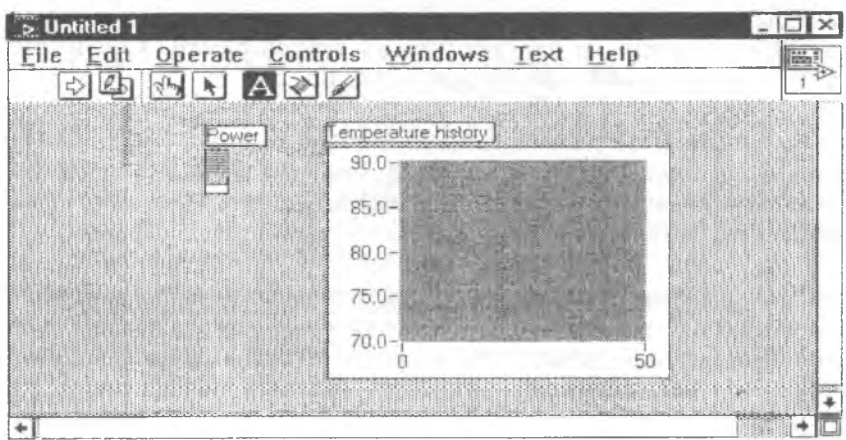 Untitled 1
File Edit Operate Controls Windows Text Help
A
1
Power
Temperature history
90.0
85.0
80.0
75.0
70.0
0 50